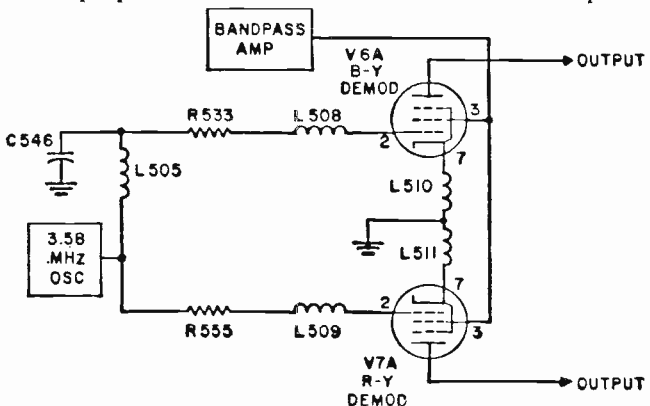 BANDPASS
AMP
V6A
B-Y
DEMOD
OUTPUT
3
R533
L508
2
7
C546
L505
L510
3.58
MHZ
OSC
L511
7
R555
L509
2
3
V7A
R-Y
DEMOD
OUTPUT